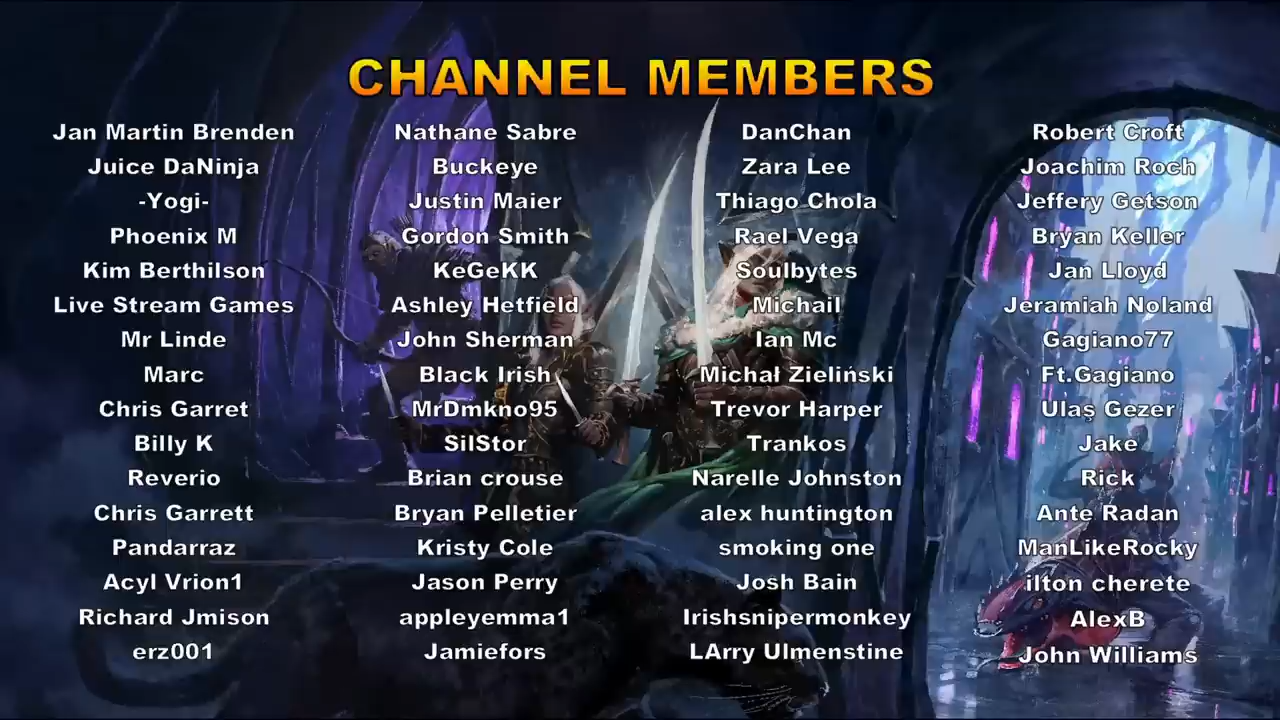 CHANNEL MEMBERS
Jan Martin Brenden
Juice DaNinja
-Yogi-
Phoenix M
Kim Berthilson
Live Stream Games
Mr Linde
Marc
Chris Garret
Billy K
Reverio
Chris Garrett
Pandarraz
Acyl Vrion1
Richard Jmison
erz001
Nathane Sabre
Buckeye
Justin Maier
Gordon Smith
KeGeKK
Ashley Hetfield
John Sherman
Black Irish
MrDmkno95
SilStor
Brian crouse
Bryan Pelletier
Kristy Cole
Jason Perry
appleyemma1
Jamiefors
DanChan
Zara Lee
Thiago Chola
Rael Vega
Soulbytes
Michail
Ian Mc
Michał Zieliński
Trevor Harper
Trankos
Narelle Johnston
alex huntington
smoking one
Josh Bain
Irishsnipermonkey
LArry Ulmenstine
Robert Croft
Joachim Roch
Jeffery Getson
Bryan Keller
Jan Lloyd
Jeramiah Noland
Gagiano77
Ft.Gagiano
Ulaş Gezer
Jake
Rick
Ante Radan
ManLikeRocky
ilton cherete
AlexB
John Williams